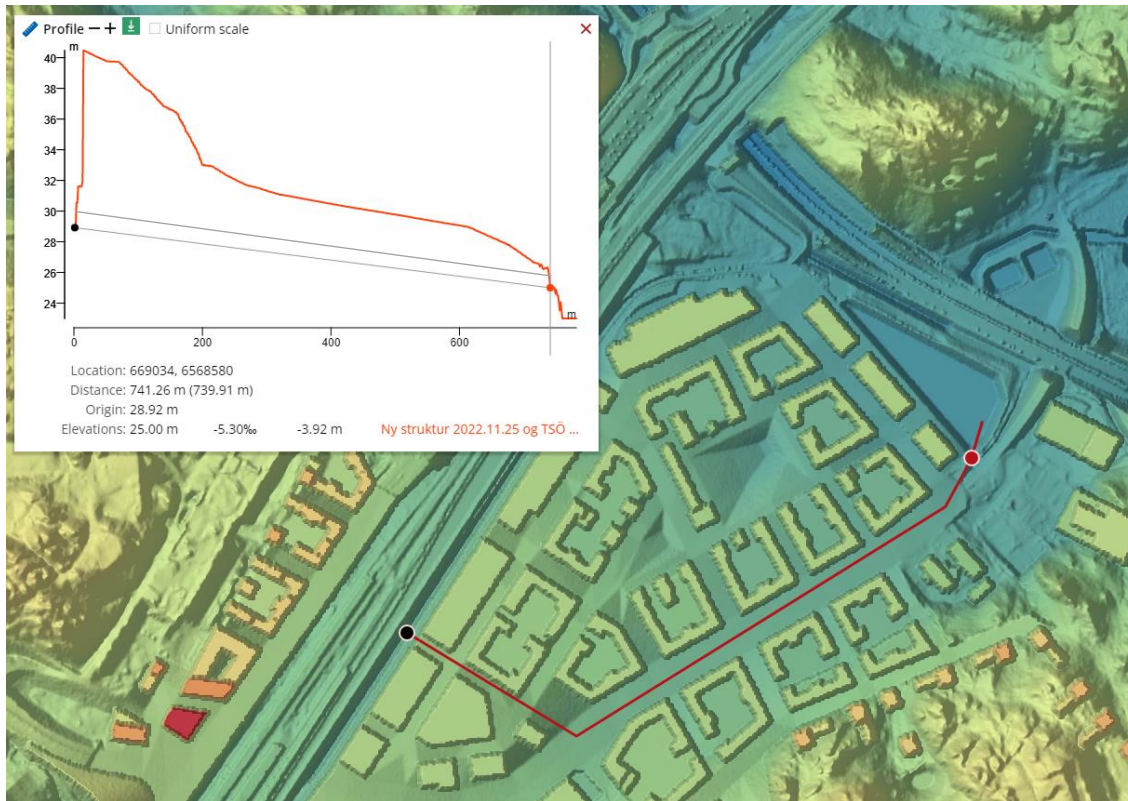 Profile − + Uniform scale ×
m
40
38
36
34
32
30
28
26
24
m
0 200 400 600
Location: 669034, 6568580
Distance: 741.26 m (739.91 m)
Origin: 28.92 m
Elevations: 25.00 m -5.30‰ -3.92 m Ny struktur 2022.11.25 og TSÖ ...